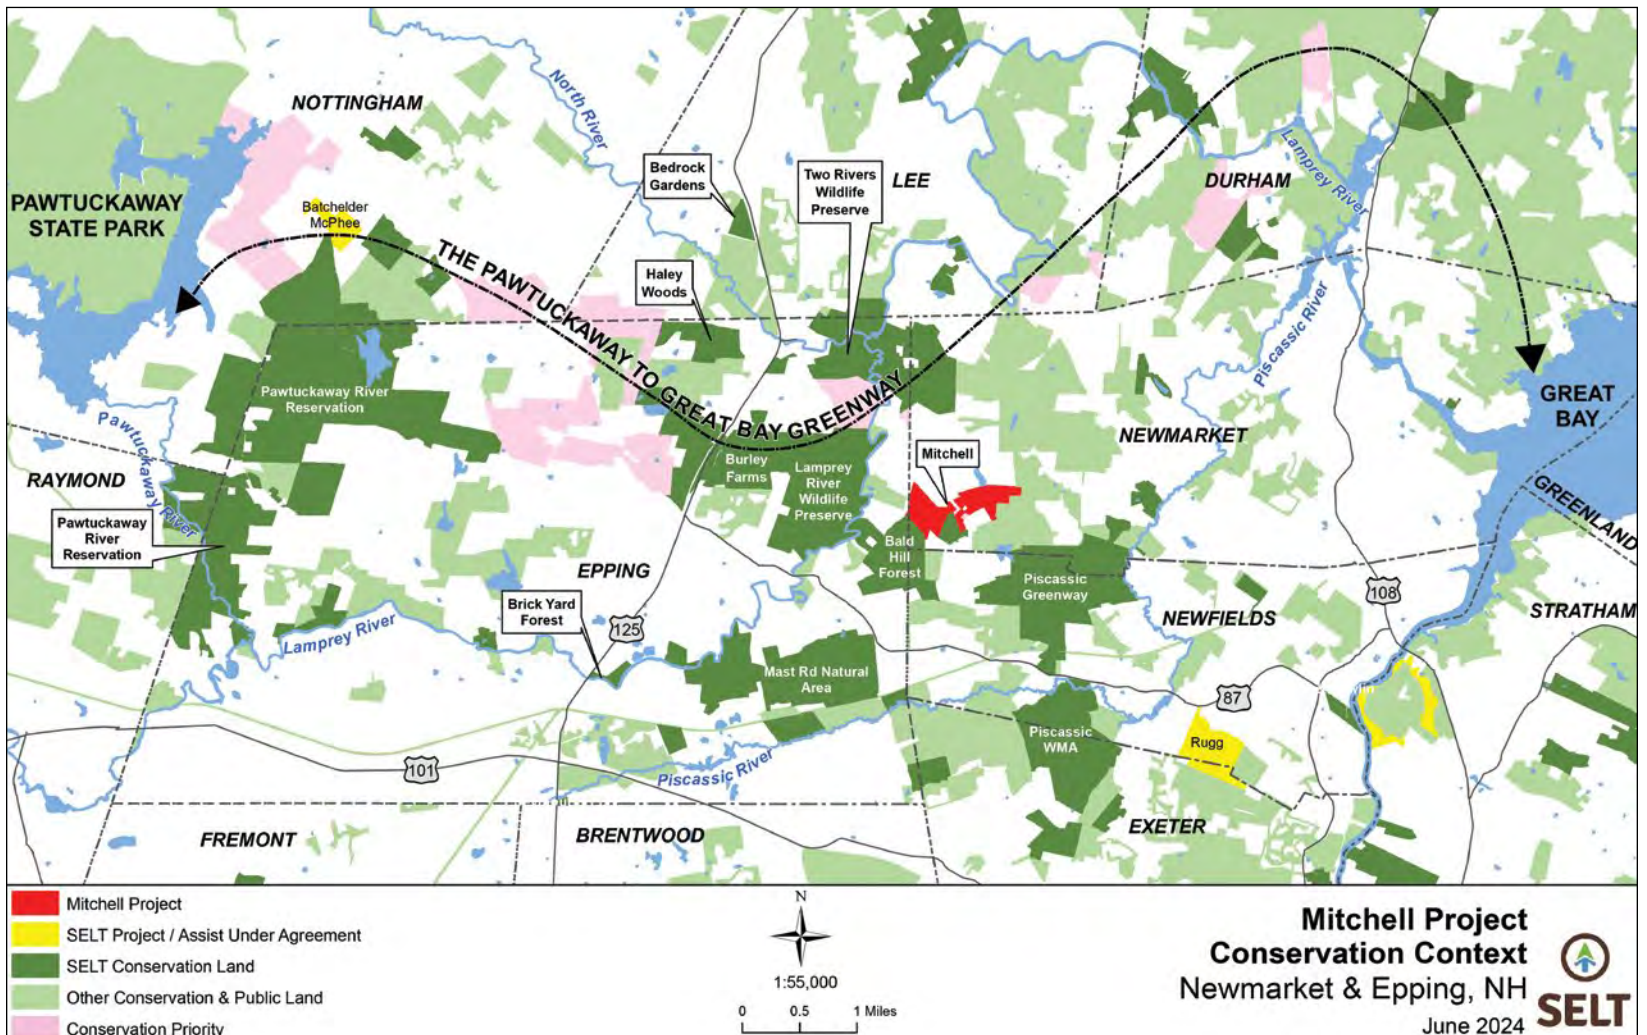 NOTTINGHAM
North River
PAWTUCKAWAY
STATE PARK
Batchelder
McPhee
Bedrock
Gardens
Two Rivers
Wildlife
Preserve
LEE
DURHAM
Lamprey River
Haley
Woods
THE PAWTUCKAWAY TO GREAT BAY GREENWAY
Piscassic River
Pawtuckaway River
Reservation
GREAT
BAY
Pawtuckaway River
NEWMARKET
Mitchell
Burley
Farms
Lamprey
River
Wildlife
Preserve
RAYMOND
GREENLAND
Pawtuckaway
River
Reservation
Bald
Hill
Forest
EPPING
Piscassic
Greenway
Brick Yard
Forest
125
108
NEWFIELDS
STRATHAM
Lamprey River
Mast Rd Natural
Area
87
Piscassic
WMA
Rugg
101
Piscassic River
FREMONT
BRENTWOOD
EXETER
Mitchell Project
SELT Project / Assist Under Agreement
SELT Conservation Land
Other Conservation & Public Land
Conservation Priority
N
1:55,000
0 0.5 1 Miles
Mitchell Project
Conservation Context
Newmarket & Epping, NH
June 2024
SELT